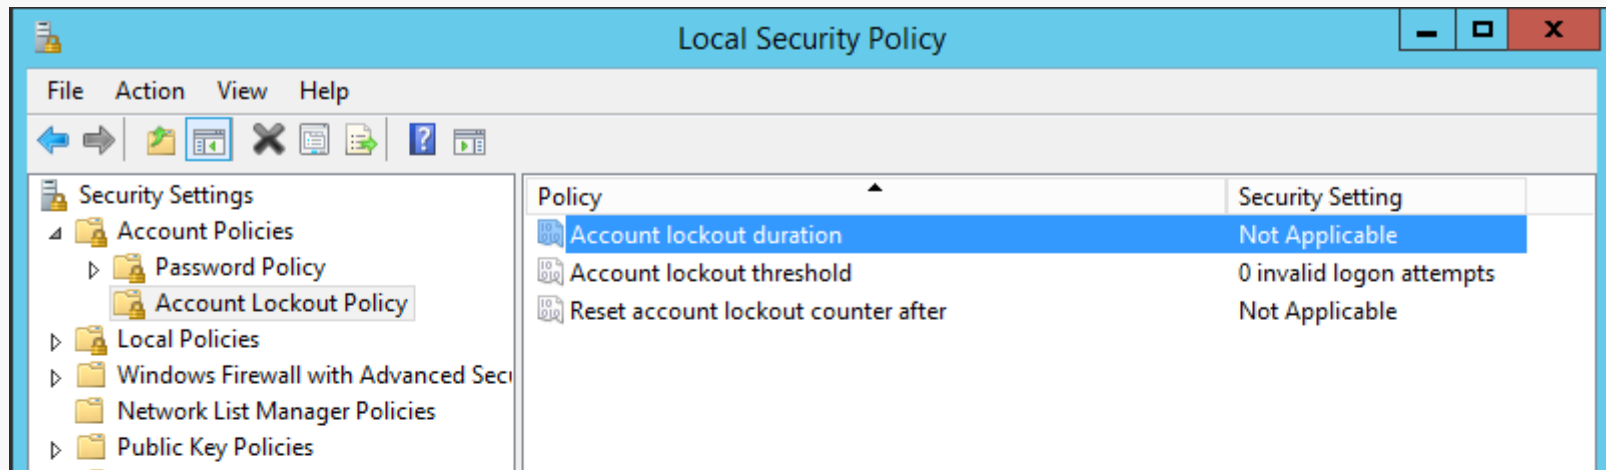 Local Security Policy
File Action View Help
Security Settings
Account Policies
Password Policy
Account Lockout Policy
Local Policies
Windows Firewall with Advanced Secu
Network List Manager Policies
Public Key Policies
Policy Security Setting
Account lockout duration Not Applicable
Account lockout threshold 0 invalid logon attempts
Reset account lockout counter after Not Applicable